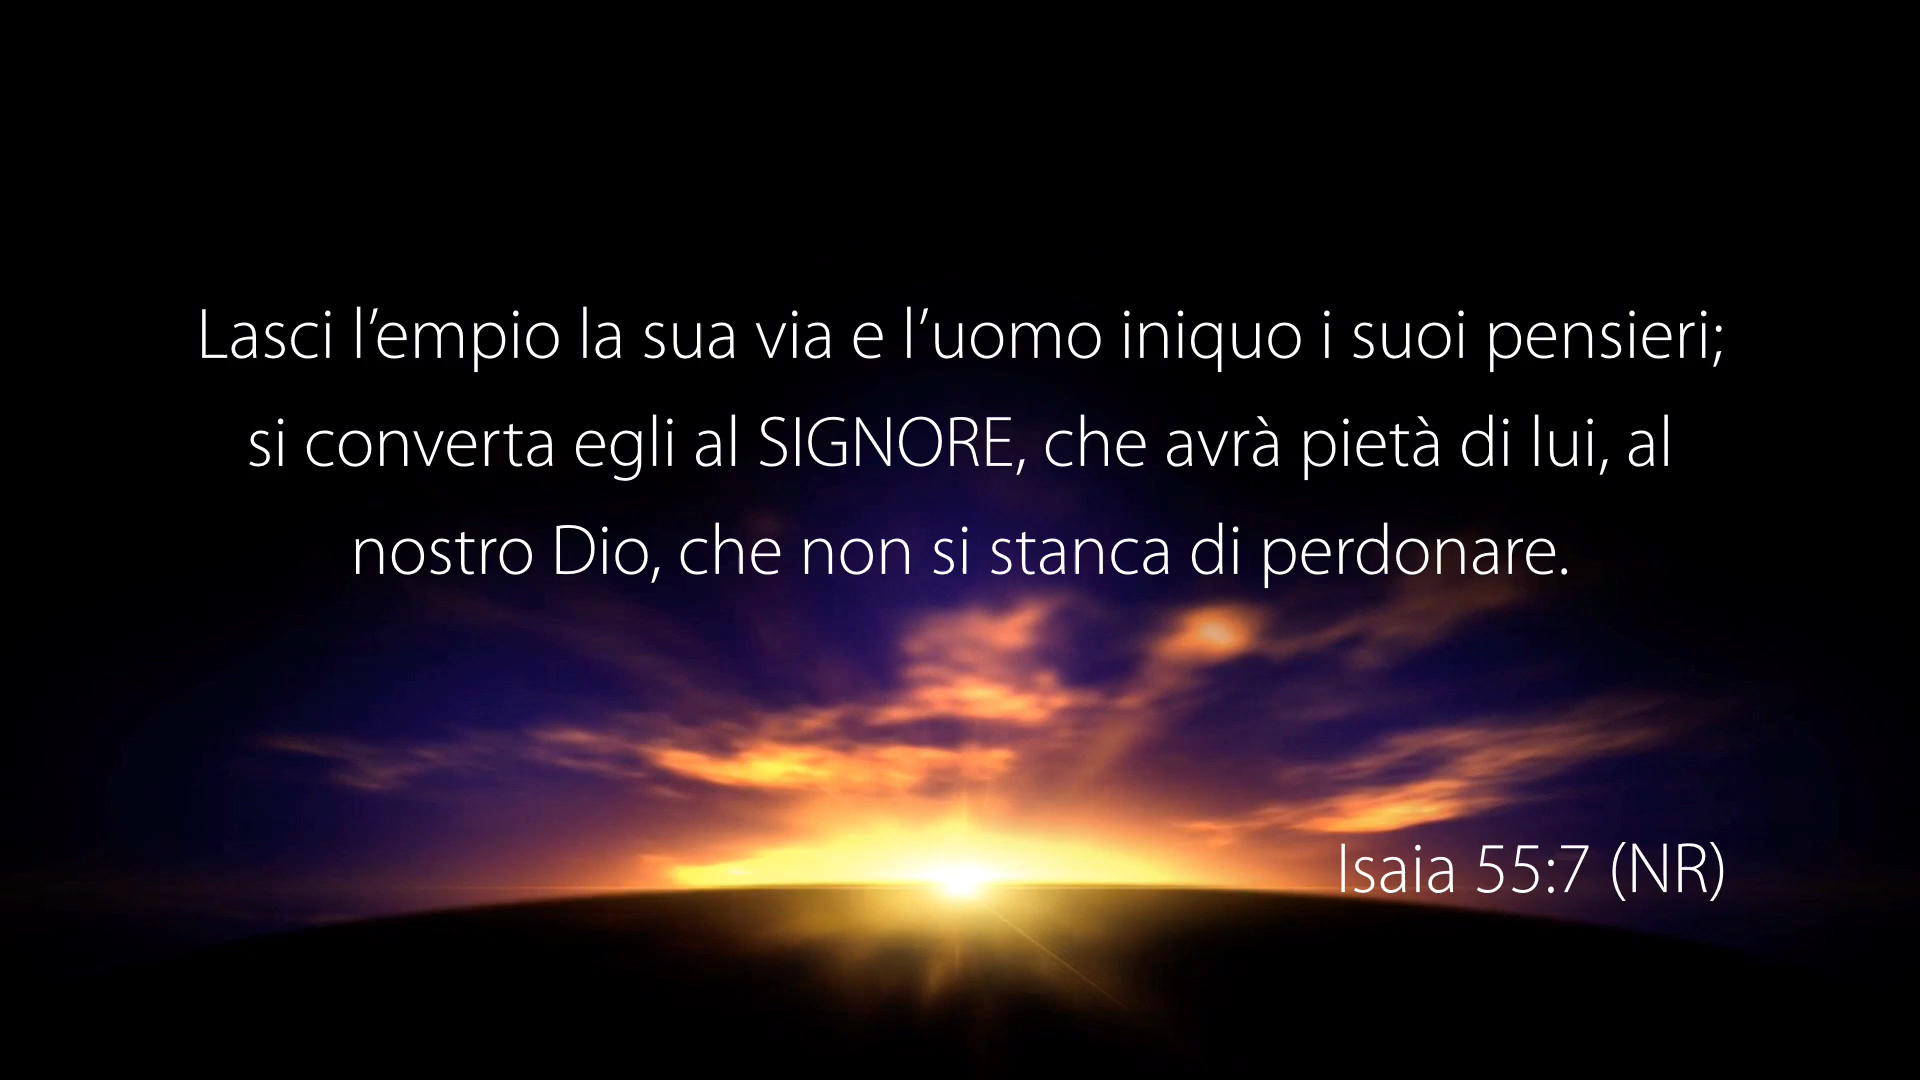 Lasci l’empio la sua via e l’uomo iniquo i suoi pensieri;
si converta egli al SIGNORE, che avrà pietà di lui, al
nostro Dio, che non si stanca di perdonare.
Isaia 55:7 (NR)